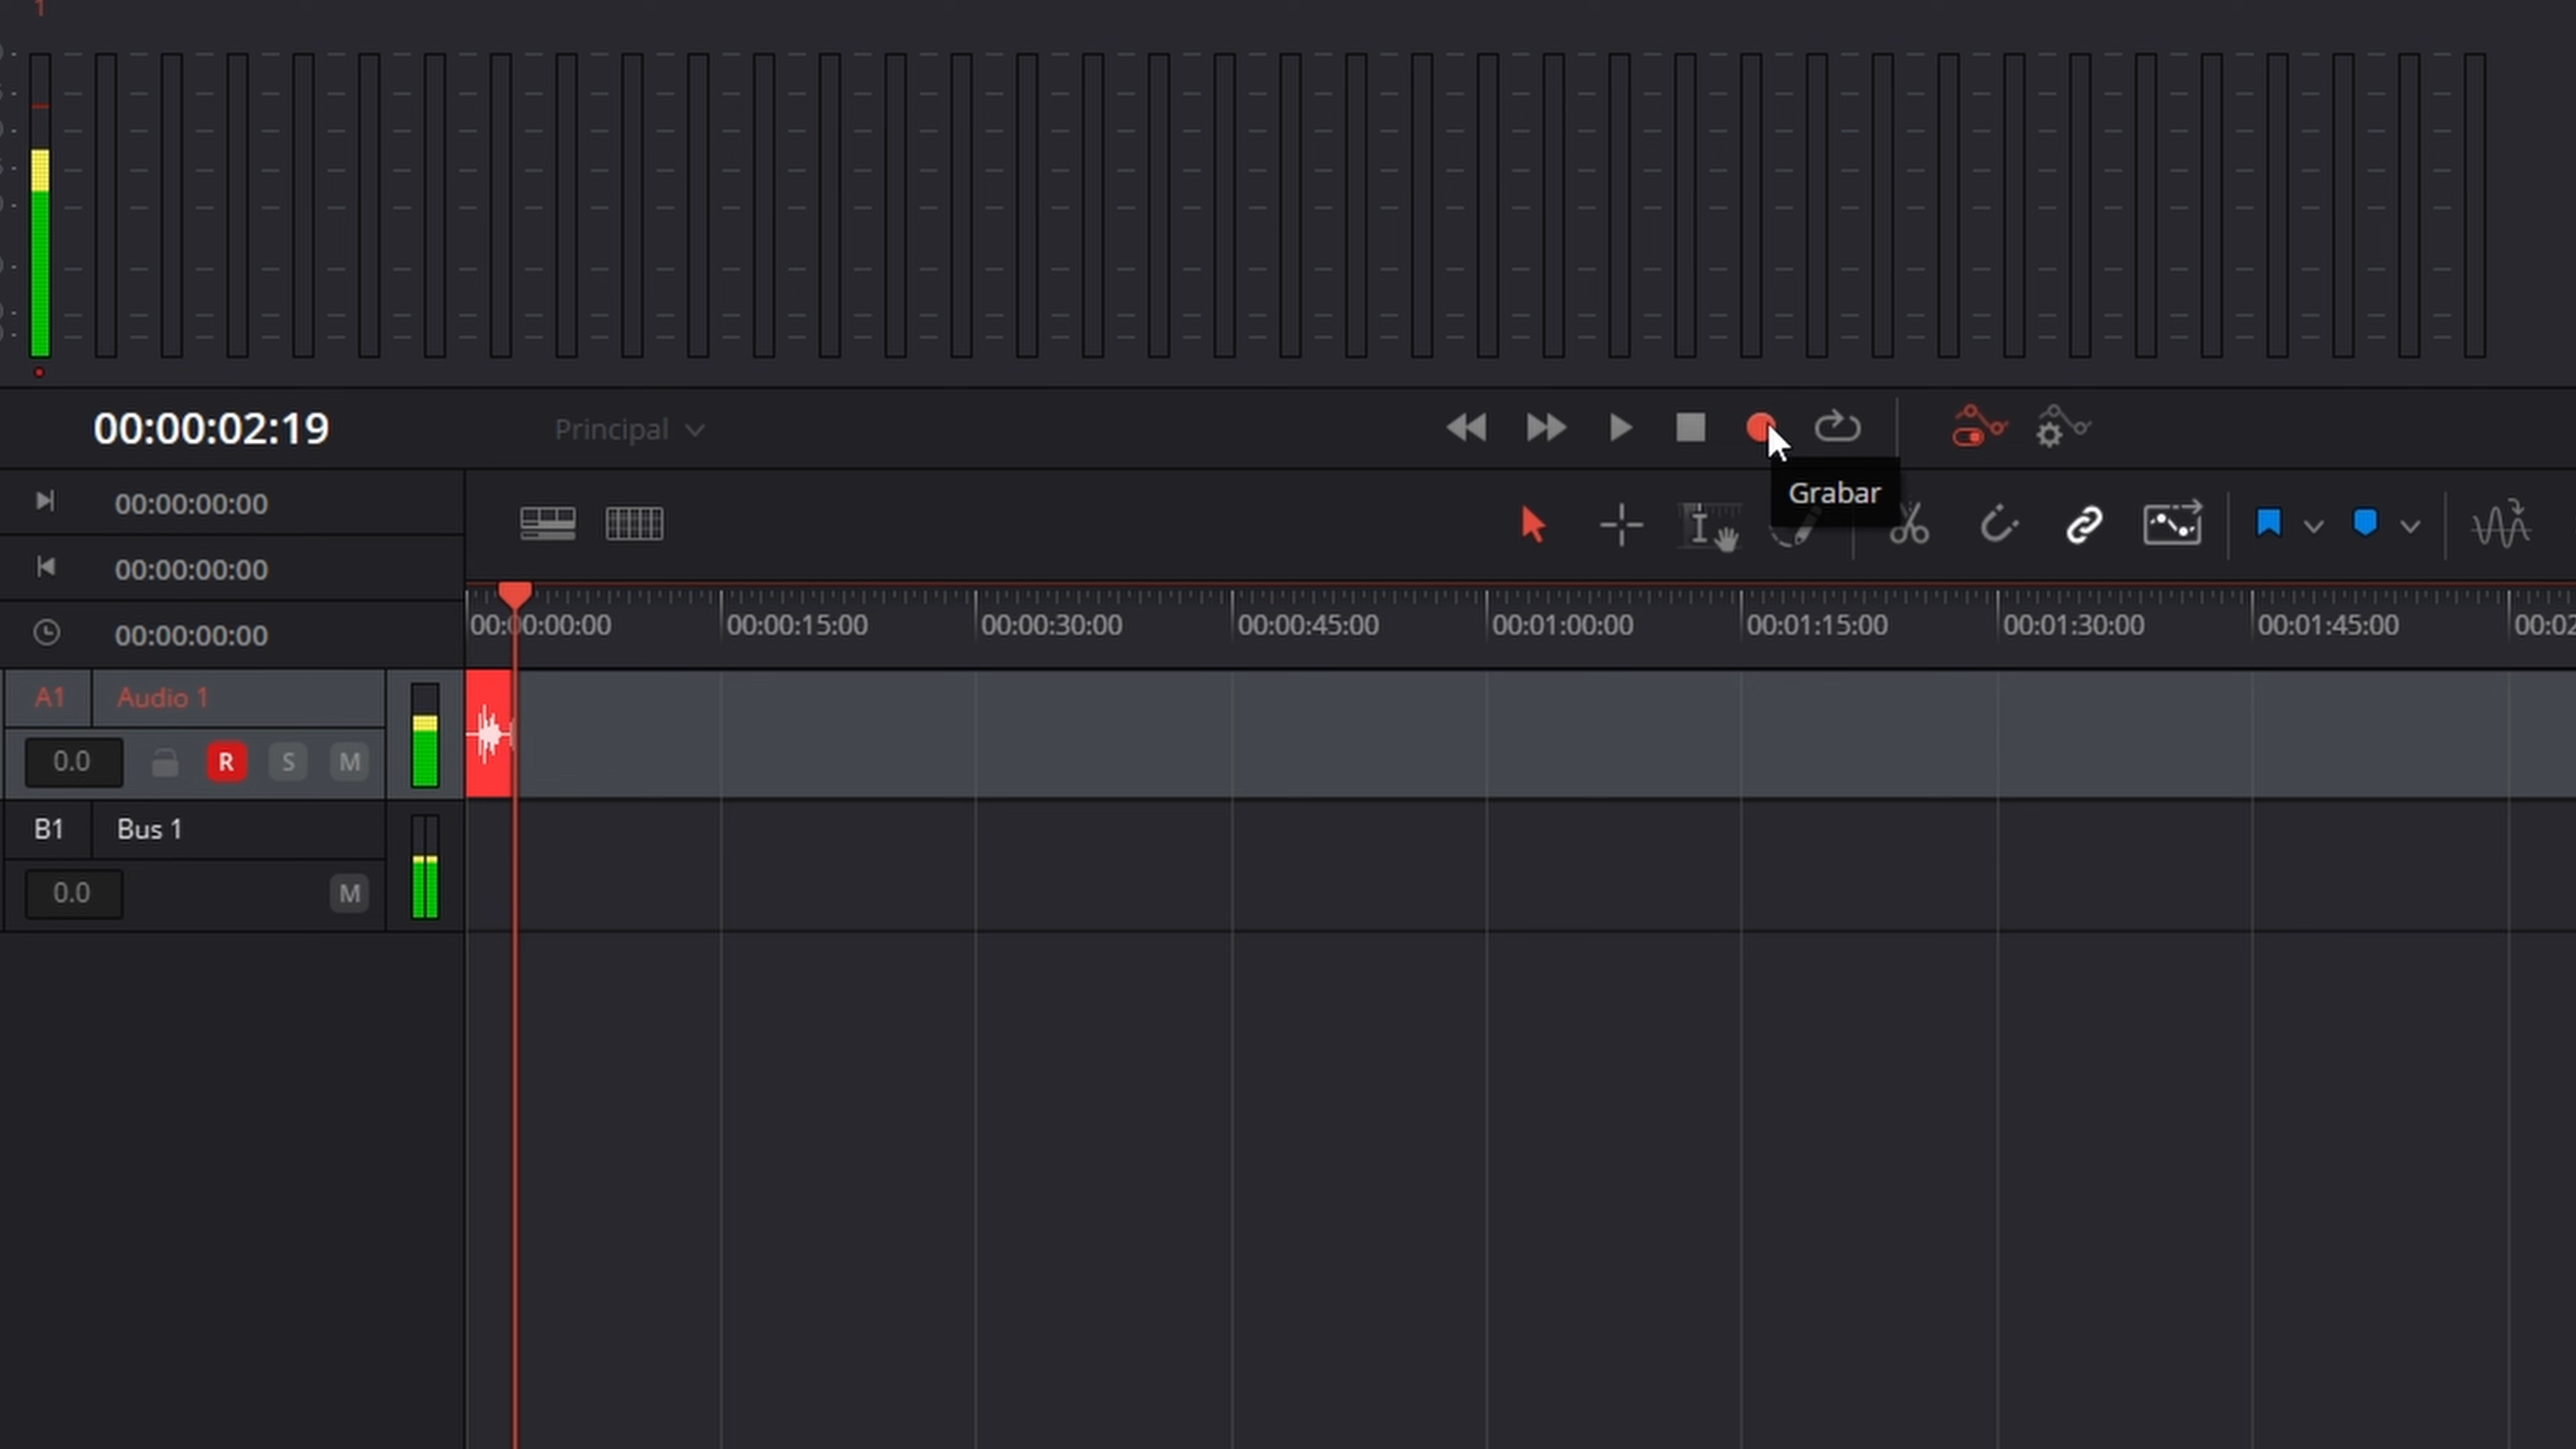 1
00:00:02:19
Principal
Grabar
00:00:00:00
00:00:00:00
00:00:00:00
00:00:00:00 00:00:15:00 00:00:30:00 00:00:45:00 00:01:00:00 00:01:15:00 00:01:30:00 00:01:45:00 00:02
A1 Audio 1
0.0 R S M
B1 Bus 1
0.0 M